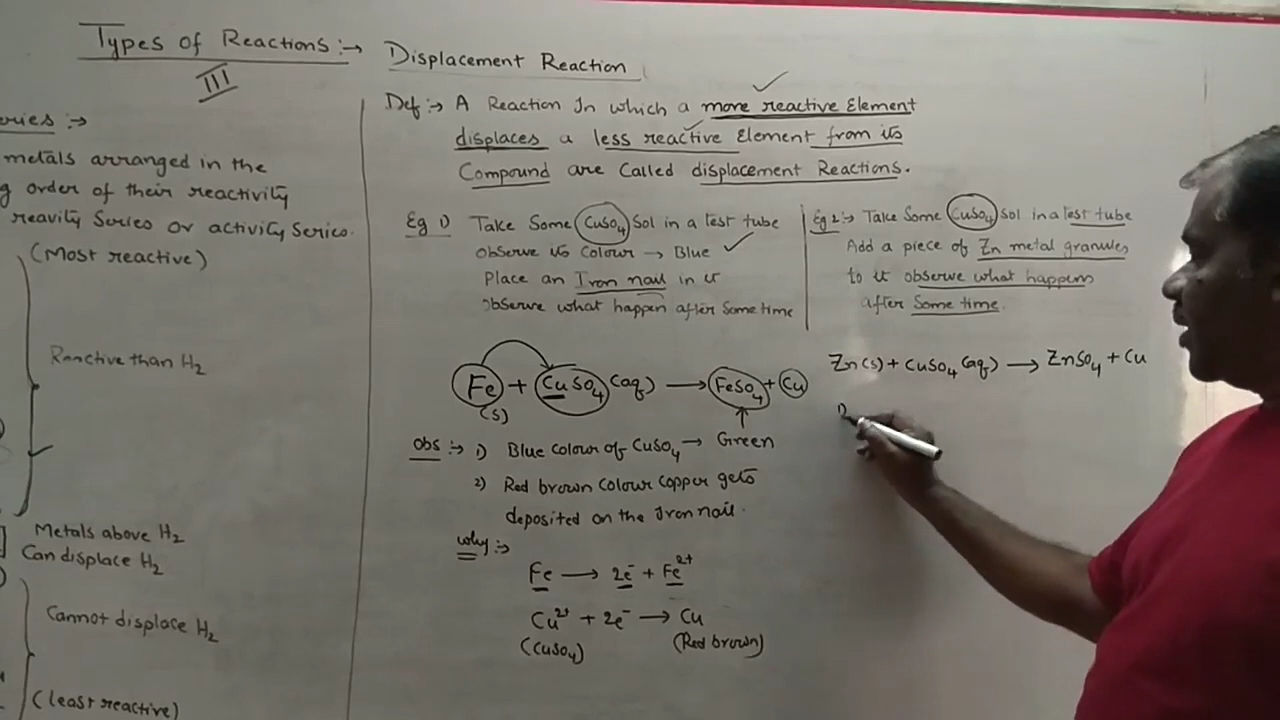 Types of Reactions :→ Displacement Reaction
III
eries :→
metals arranged in the
g order of their reactivity
reavity Series or activity Series.
(Most reactive)
Reactive than H₂
Metals above H₂
Can displace H₂
Cannot displace H₂
(least reactive)
Def :→ A Reaction In which a more reactive Element
displaces a less reactive Element from its
Compound are Called displacement Reactions.
Eg 1) Take Some CuSO₄ Sol in a test tube
observe its Colour → Blue
Place an Iron nail in it
observe what happen after Sometime
Fe + CuSO₄ (aq) → FeSO₄ + Cu
(s)
obs :→ 1) Blue Colour of CuSO₄ → Green
2) Red brown Colour Copper gets
deposited on the Iron nail.
why :→
Fe → 2e⁻ + Fe²⁺
Cu²⁺ + 2e⁻ → Cu
(CuSO₄) (Red brown)
Eg 2 :→ Take Some CuSO₄ Sol in a test tube
Add a piece of Zn metal granules
to it observe what happens
after Some time.
Zn(s) + CuSO₄ (aq) → ZnSO₄ + Cu